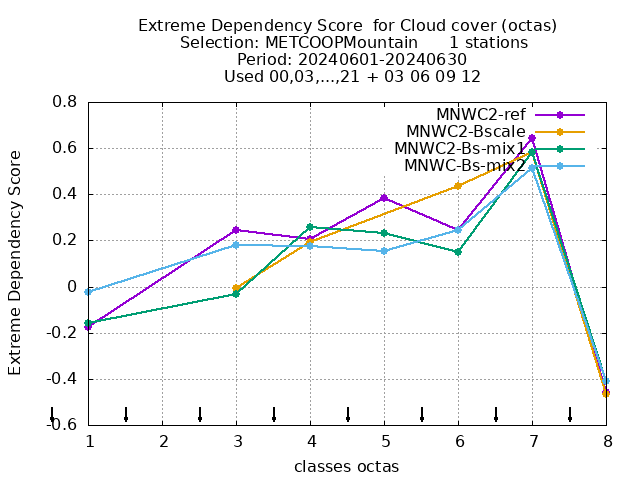 Extreme Dependency Score  for Cloud cover (octas)
Selection: METCOOPMountain      1 stations
Period: 20240601-20240630
Used 00,03,...,21 + 03 06 09 12
MNWC2-ref
MNWC2-Bscale
MNWC2-Bs-mix1
MNWC-Bs-mix2
Extreme Dependency Score
0.8
0.6
0.4
0.2
0
-0.2
-0.4
-0.6
1 2 3 4 5 6 7 8
classes octas